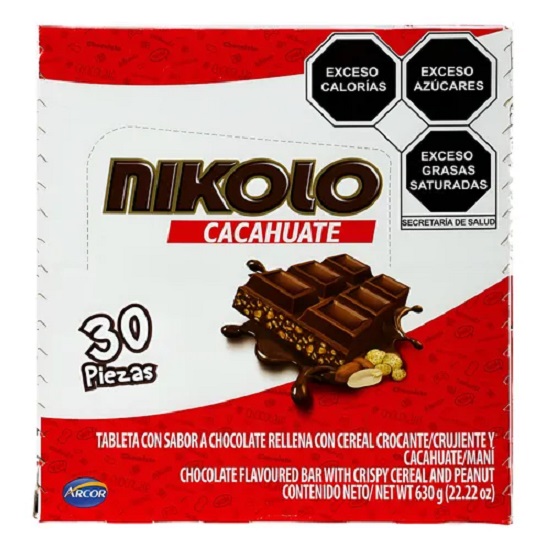 EXCESO
CALORÍAS
EXCESO
AZÚCARES
EXCESO
GRASAS
SATURADAS
SECRETARÍA DE SALUD
NIKOLO
CACAHUATE
30
Piezas
TABLETA CON SABOR A CHOCOLATE RELLENA CON CEREAL CROCANTE/CRUJIENTE Y
CACAHUATE/MANÍ
CHOCOLATE FLAVOURED BAR WITH CRISPY CEREAL AND PEANUT
CONTENIDO NETO/ NET WT 630 g (22.22 oz)
ARCOR